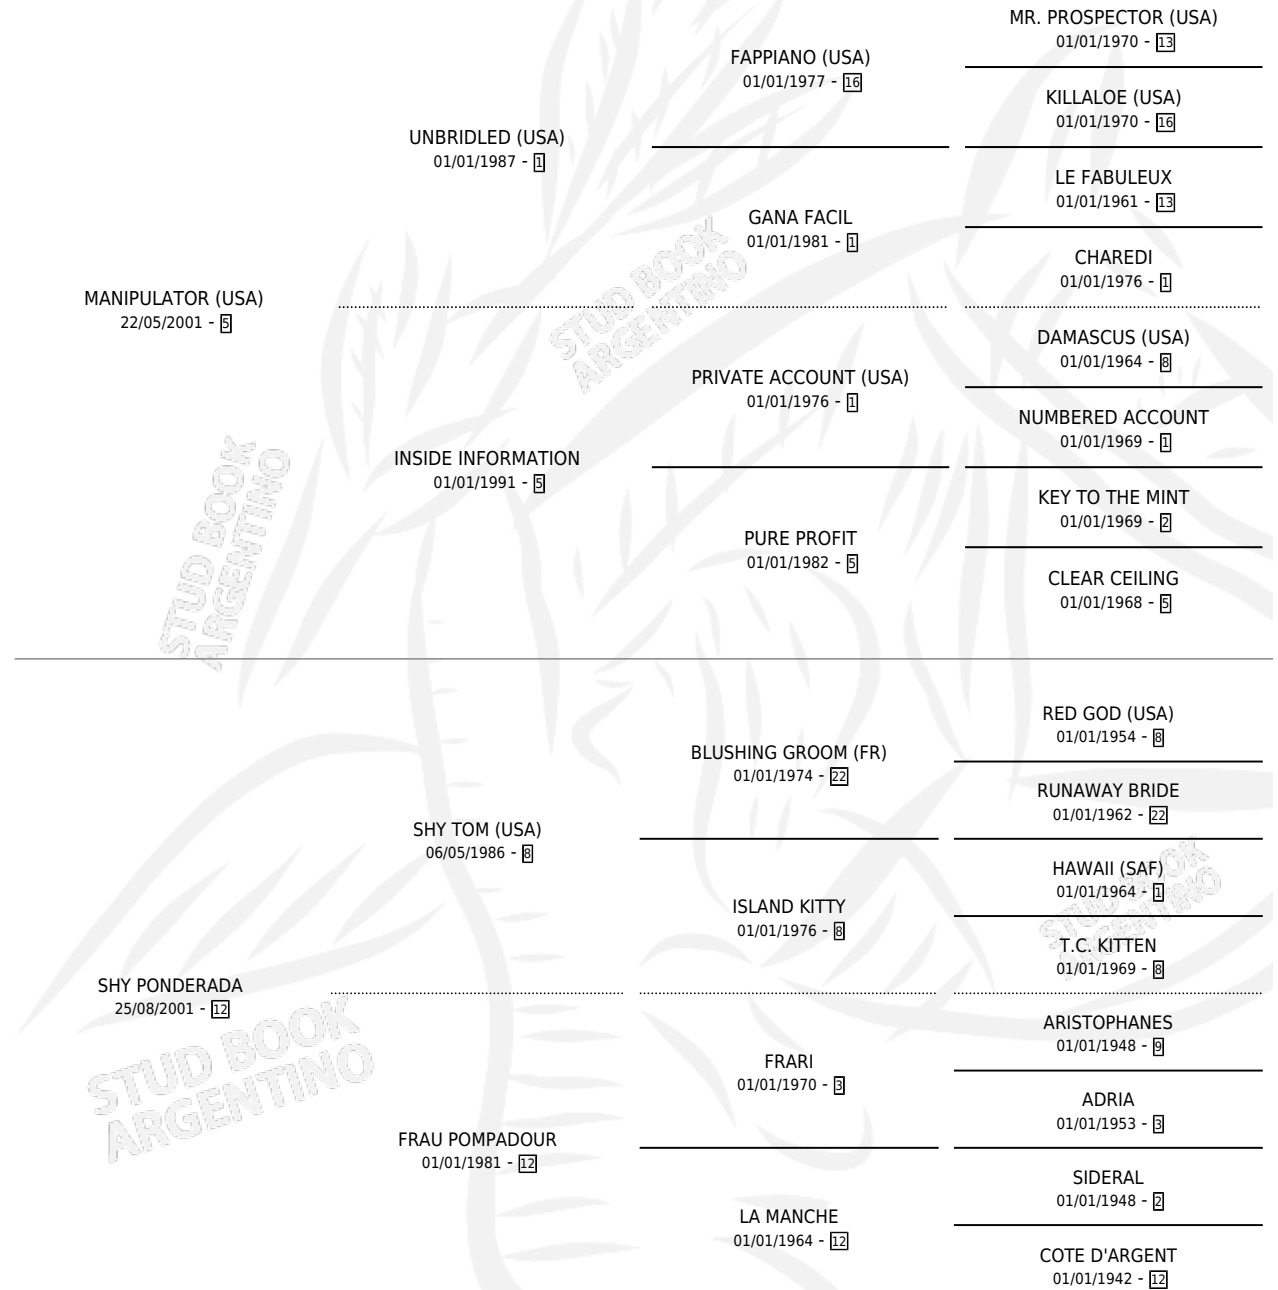 MR. PROSPECTOR (USA)
01/01/1970 - 13
FAPPIANO (USA)
01/01/1977 - 16
KILLALOE (USA)
01/01/1970 - 16
UNBRIDLED (USA)
01/01/1987 - 1
LE FABULEUX
01/01/1961 - 13
GANA FACIL
01/01/1981 - 1
CHAREDI
01/01/1976 - 1
MANIPULATOR (USA)
22/05/2001 - 5
DAMASCUS (USA)
01/01/1964 - 8
PRIVATE ACCOUNT (USA)
01/01/1976 - 1
NUMBERED ACCOUNT
01/01/1969 - 1
INSIDE INFORMATION
01/01/1991 - 5
KEY TO THE MINT
01/01/1969 - 2
PURE PROFIT
01/01/1982 - 5
CLEAR CEILING
01/01/1968 - 5
RED GOD (USA)
01/01/1954 - 8
BLUSHING GROOM (FR)
01/01/1974 - 22
RUNAWAY BRIDE
01/01/1962 - 22
SHY TOM (USA)
06/05/1986 - 8
HAWAII (SAF)
01/01/1964 - 1
ISLAND KITTY
01/01/1976 - 8
T.C. KITTEN
01/01/1969 - 8
SHY PONDERADA
25/08/2001 - 12
ARISTOPHANES
01/01/1948 - 9
FRARI
01/01/1970 - 3
ADRIA
01/01/1953 - 3
FRAU POMPADOUR
01/01/1981 - 12
SIDERAL
01/01/1948 - 2
LA MANCHE
01/01/1964 - 12
COTE D'ARGENT
01/01/1942 - 12
STUD BOOK
ARGENTINO
STUD BOOK
ARGENTINO
STUD BOOK
ARGENTINO
STUD BOOK
ARGENTINO